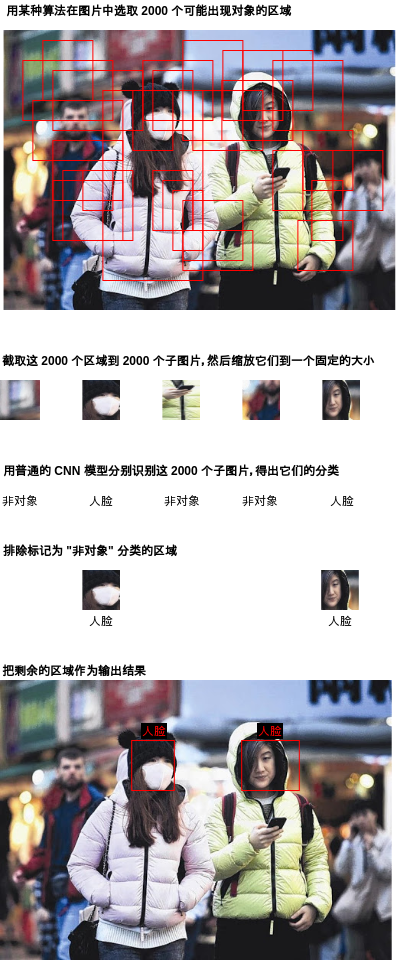 用某种算法在图片中选取 2000 个可能出现对象的区域
截取这 2000 个区域到 2000 个子图片, 然后缩放它们到一个固定的大小
用普通的 CNN 模型分别识别这 2000 个子图片, 得出它们的分类
非对象 人脸 非对象 非对象 人脸
排除标记为 "非对象" 分类的区域
人脸 人脸
把剩余的区域作为输出结果
人脸 人脸